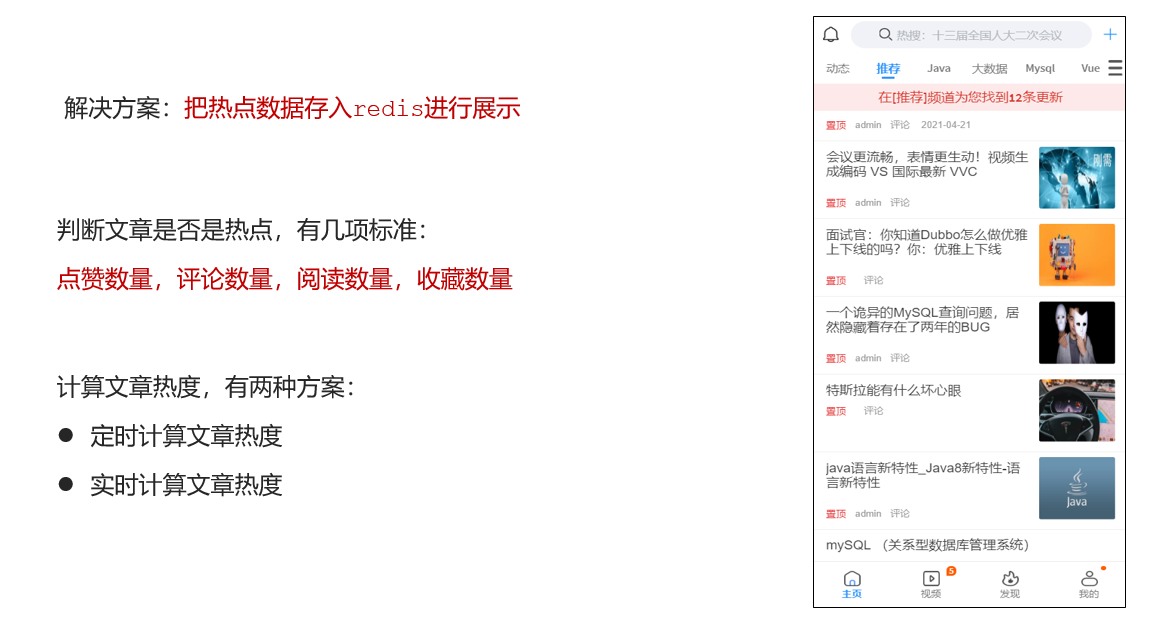 解决方案：把热点数据存入redis进行展示
判断文章是否是热点，有几项标准：
点赞数量，评论数量，阅读数量，收藏数量
计算文章热度，有两种方案：
● 定时计算文章热度
● 实时计算文章热度
热搜：十三届全国人大二次会议
动态 推荐 Java 大数据 Mysql Vue
在[推荐]频道为您找到12条更新
置顶 admin 评论 2021-04-21
会议更流畅，表情更生动！视频生
成编码 VS 国际最新 VVC
刚需
置顶 admin 评论
面试官：你知道Dubbo怎么做优雅
上下线的吗？你：优雅上下线
置顶 评论
一个诡异的MySQL查询问题，居
然隐藏着存在了两年的BUG
置顶 admin 评论
特斯拉能有什么坏心眼
置顶 评论
java语言新特性_Java8新特性-语
言新特性
Java
置顶 admin 评论
mySQL （关系型数据库管理系统）
5
主页 视频 发现 我的